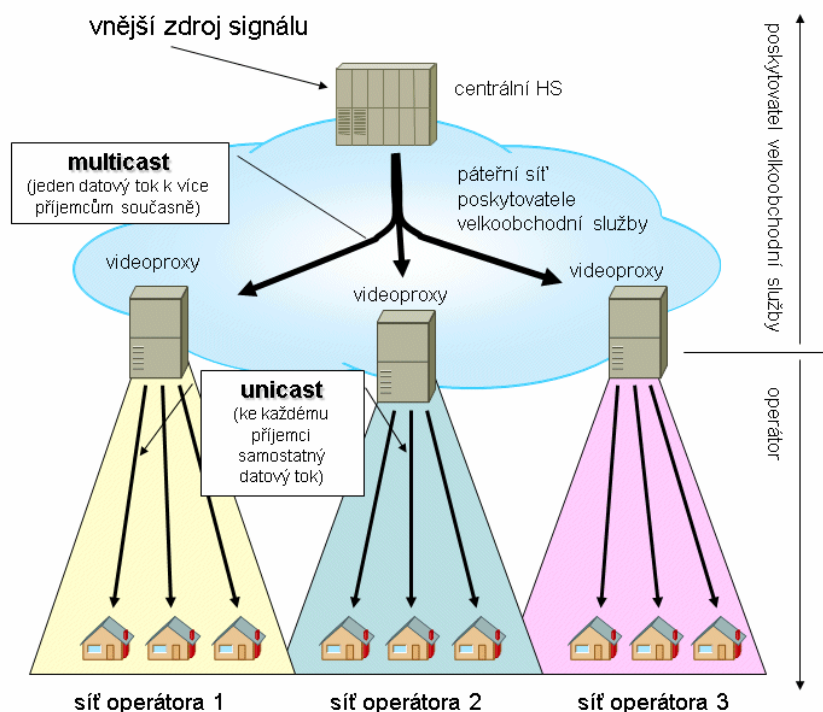 vnější zdroj signálu
centrální HS
poskytovatel velkoobchodní služby
multicast
(jeden datový tok k více
příjemcům současně)
páteřní síť
poskytovatele
velkoobchodní služby
videoproxy
videoproxy
videoproxy
unicast
(ke každému
příjemci
samostatný
datový tok)
operátor
síť operátora 1
síť operátora 2
síť operátora 3